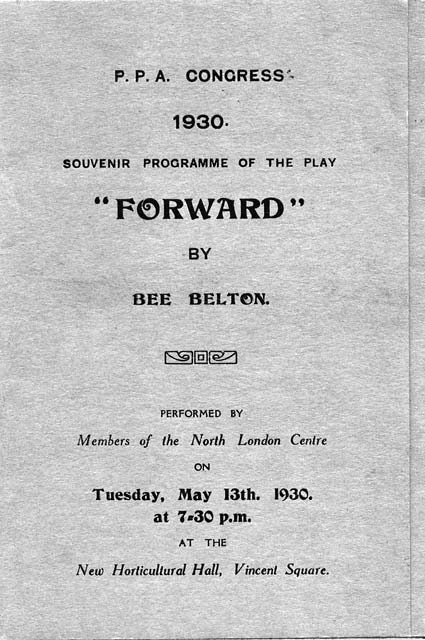 P. P. A. CONGRESS
1930.
SOUVENIR PROGRAMME OF THE PLAY
"FORWARD"
BY
BEE BELTON.
PERFORMED BY
Members of the North London Centre
ON
Tuesday, May 13th. 1930.
at 7-30 p.m.
AT THE
New Horticultural Hall, Vincent Square.